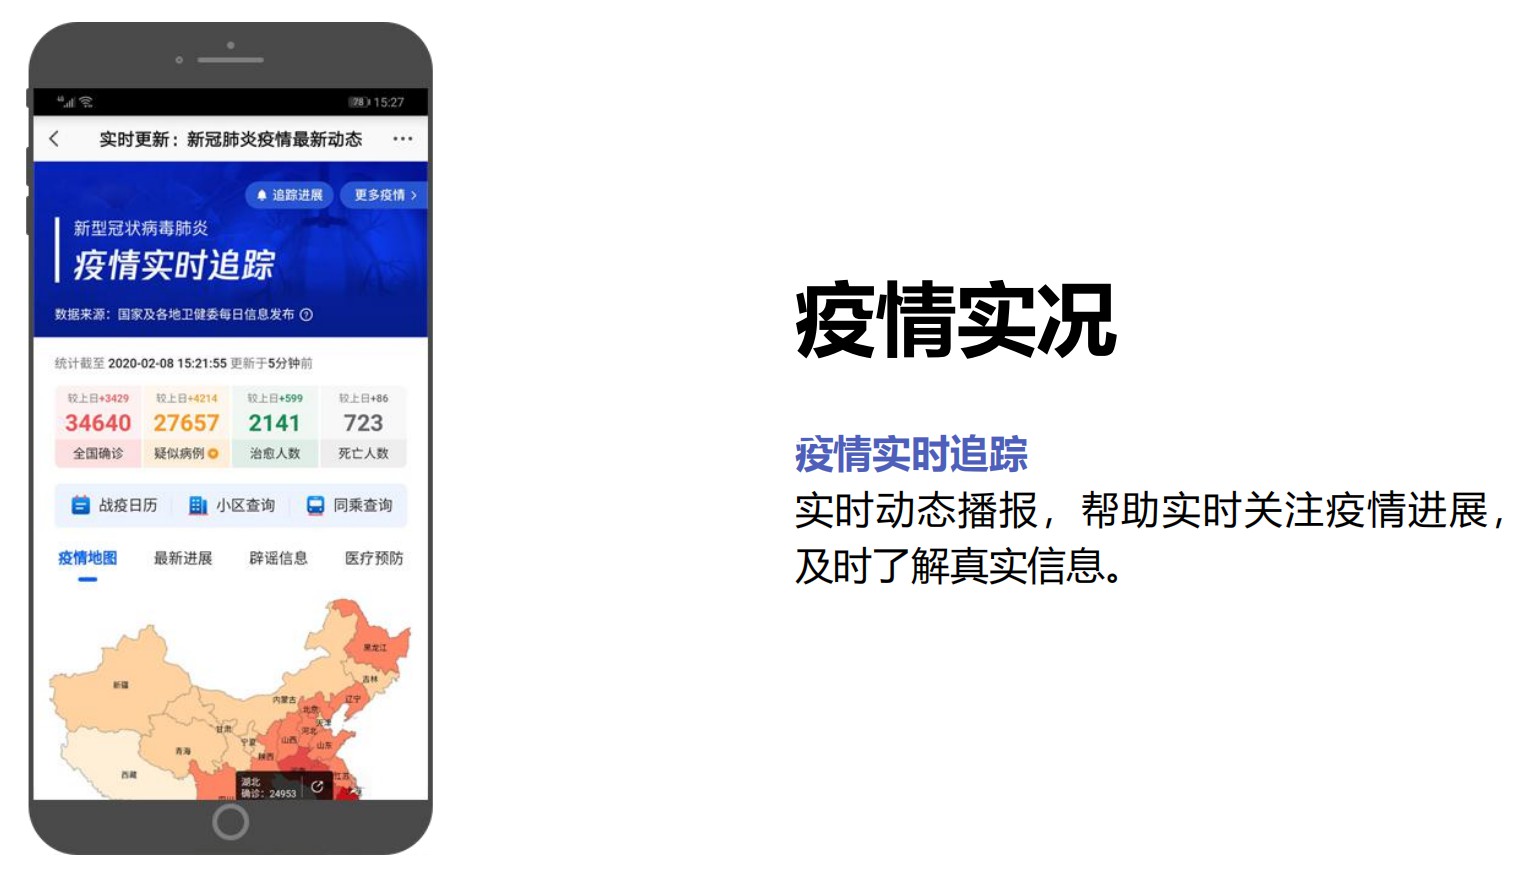 4G
78 15:27
实时更新：新冠肺炎疫情最新动态
追踪进展
更多疫情 >
新型冠状病毒肺炎
疫情实时追踪
数据来源：国家及各地卫健委每日信息发布
统计截至 2020-02-08 15:21:55 更新于5分钟前
较上日+3429 较上日+4214 较上日+599 较上日+86
34640 27657 2141 723
全国确诊 疑似病例 治愈人数 死亡人数
战疫日历 小区查询 同乘查询
疫情地图 最新进展 辟谣信息 医疗预防
黑龙江
吉林
新疆
内蒙古
辽宁
北京
天津
甘肃
河北
宁夏
山西
山东
青海
陕西
西藏
江苏
湖北
确诊：24953
疫情实况
疫情实时追踪
实时动态播报，帮助实时关注疫情进展，
及时了解真实信息。